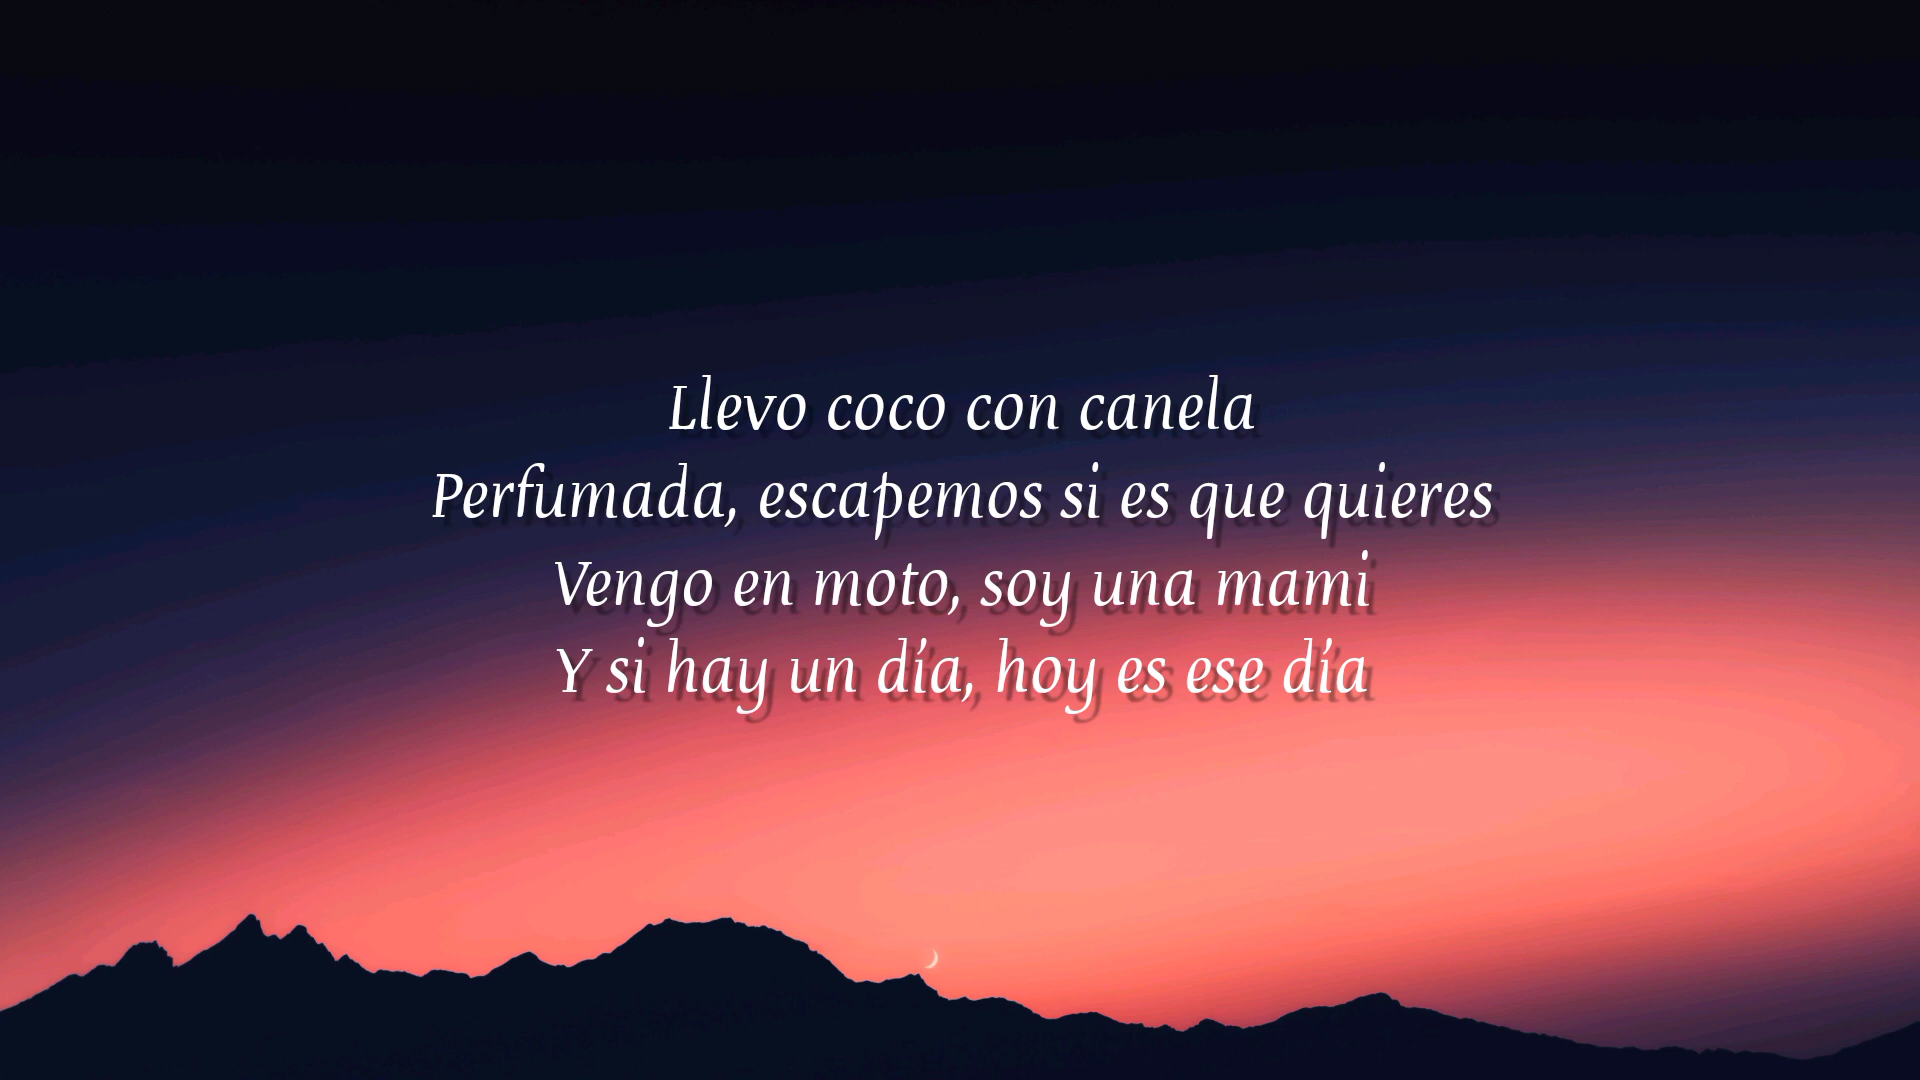 Llevo coco con canela
Perfumada, escapemos si es que quieres
Vengo en moto, soy una mami
Y si hay un día, hoy es ese día